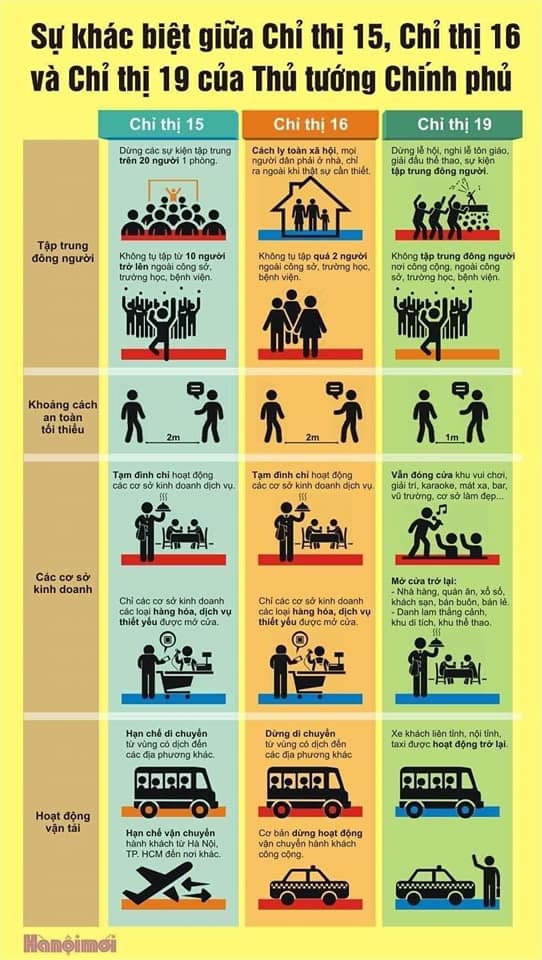 Sự khác biệt giữa Chỉ thị 15, Chỉ thị 16
và Chỉ thị 19 của Thủ tướng Chính phủ
Chỉ thị 15
Chỉ thị 16
Chỉ thị 19
Tập trung
đông người
Dừng các sự kiện tập trung
trên 20 người 1 phòng.
Cách ly toàn xã hội, mọi
người dân phải ở nhà, chỉ
ra ngoài khi thật sự cần thiết.
Dừng lễ hội, nghi lễ tôn giáo,
giải đấu thể thao, sự kiện
tập trung đông người.
Không tụ tập từ 10 người
trở lên ngoài công sở,
trường học, bệnh viện.
Không tụ tập quá 2 người
ngoài công sở, trường học,
bệnh viện.
Không tập trung đông người
nơi công cộng, ngoài công
sở, trường học, bệnh viện.
Khoảng cách
an toàn
tối thiểu
2m
2m
1m
Các cơ sở
kinh doanh
Tạm đình chỉ hoạt động
các cơ sở kinh doanh dịch vụ.
Tạm đình chỉ hoạt động
các cơ sở kinh doanh dịch vụ.
Vẫn đóng cửa khu vui chơi,
giải trí, karaoke, mát xa, bar,
vũ trường, cơ sở làm đẹp...
Chỉ các cơ sở kinh doanh
các loại hàng hóa, dịch vụ
thiết yếu được mở cửa.
Chỉ các cơ sở kinh doanh
các loại hàng hóa, dịch vụ
thiết yếu được mở cửa.
Mở cửa trở lại:
- Nhà hàng, quán ăn, xổ số,
khách sạn, bán buôn, bán lẻ.
- Danh lam thắng cảnh,
khu di tích, khu thể thao.
Hoạt động
vận tải
Hạn chế di chuyển
từ vùng có dịch đến
các địa phương khác.
Dừng di chuyển
từ vùng có dịch đến
các địa phương khác
Xe khách liên tỉnh, nội tỉnh,
taxi được hoạt động trở lại.
Hạn chế vận chuyển
hành khách từ Hà Nội,
TP. HCM đến nơi khác.
Cơ bản dừng hoạt động
vận chuyển hành khách
công cộng.
Hànộimới